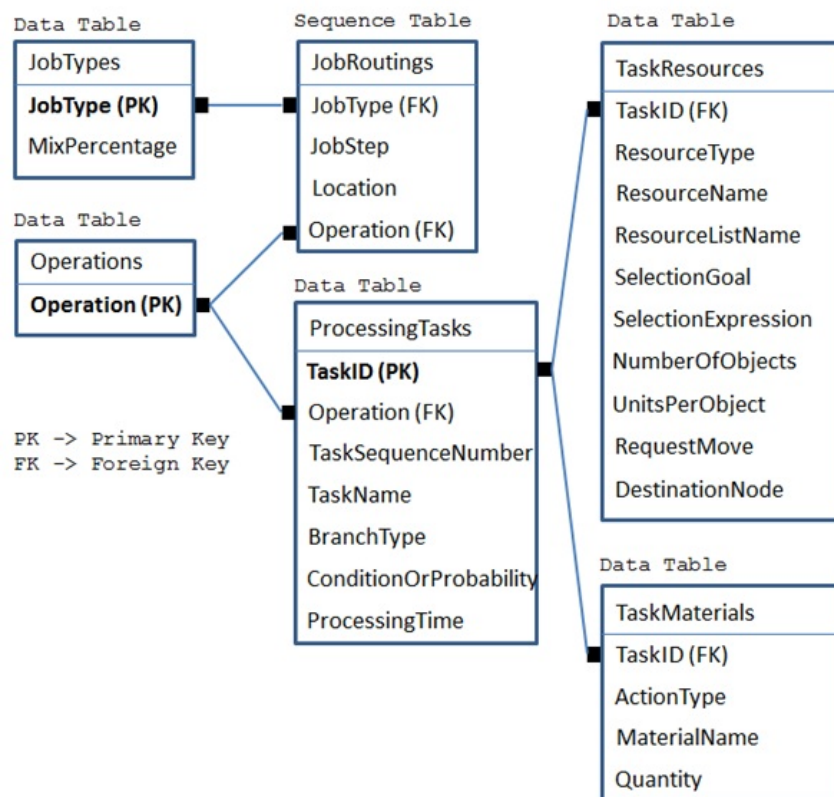 Data Table
JobTypes
JobType (PK)
MixPercentage
Data Table
Operations
Operation (PK)
PK -> Primary Key
FK -> Foreign Key
Sequence Table
JobRoutings
JobType (FK)
JobStep
Location
Operation (FK)
Data Table
ProcessingTasks
TaskID (PK)
Operation (FK)
TaskSequenceNumber
TaskName
BranchType
ConditionOrProbability
ProcessingTime
Data Table
TaskResources
TaskID (FK)
ResourceType
ResourceName
ResourceListName
SelectionGoal
SelectionExpression
NumberOfObjects
UnitsPerObject
RequestMove
DestinationNode
Data Table
TaskMaterials
TaskID (FK)
ActionType
MaterialName
Quantity